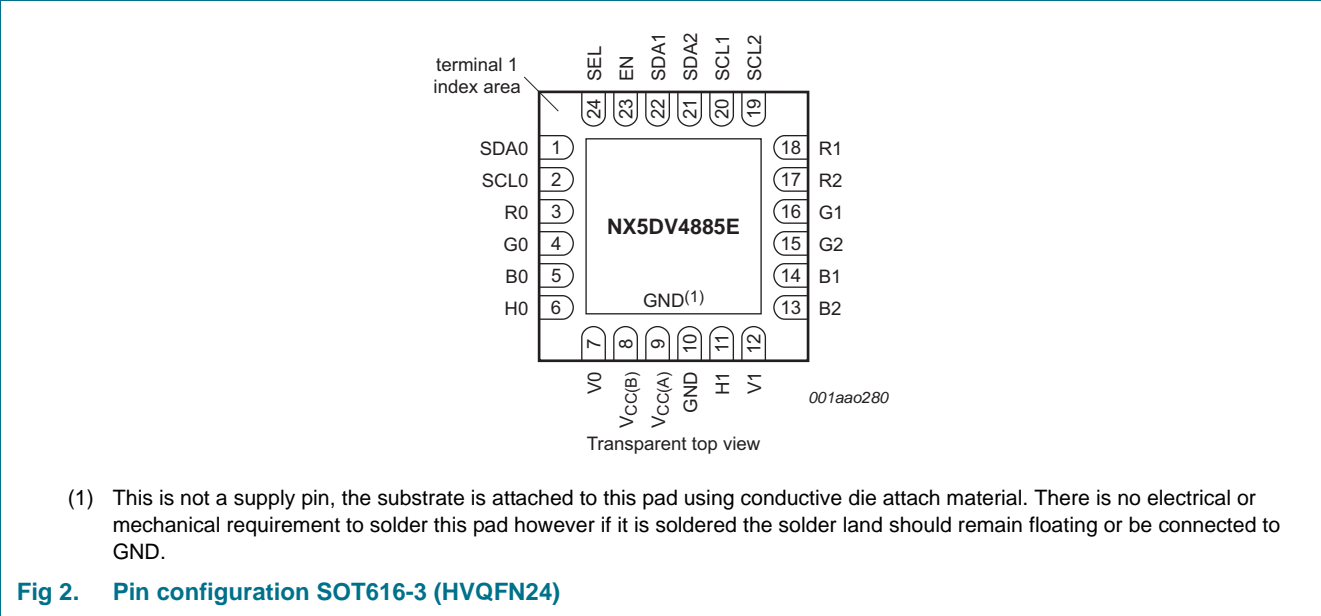 terminal 1
index area
SEL
EN
SDA1
SDA2
SCL1
SCL2
24
23
22
21
20
19
SDA0 1
SCL0 2
R0 3
G0 4
B0 5
H0 6
18 R1
17 R2
16 G1
15 G2
14 B1
13 B2
NX5DV4885E
GND(1)
7
8
9
10
11
12
V0
VCC(B)
VCC(A)
GND
H1
V1
001aao280
Transparent top view
(1) This is not a supply pin, the substrate is attached to this pad using conductive die attach material. There is no electrical or
mechanical requirement to solder this pad however if it is soldered the solder land should remain floating or be connected to
GND.
Fig 2. Pin configuration SOT616-3 (HVQFN24)